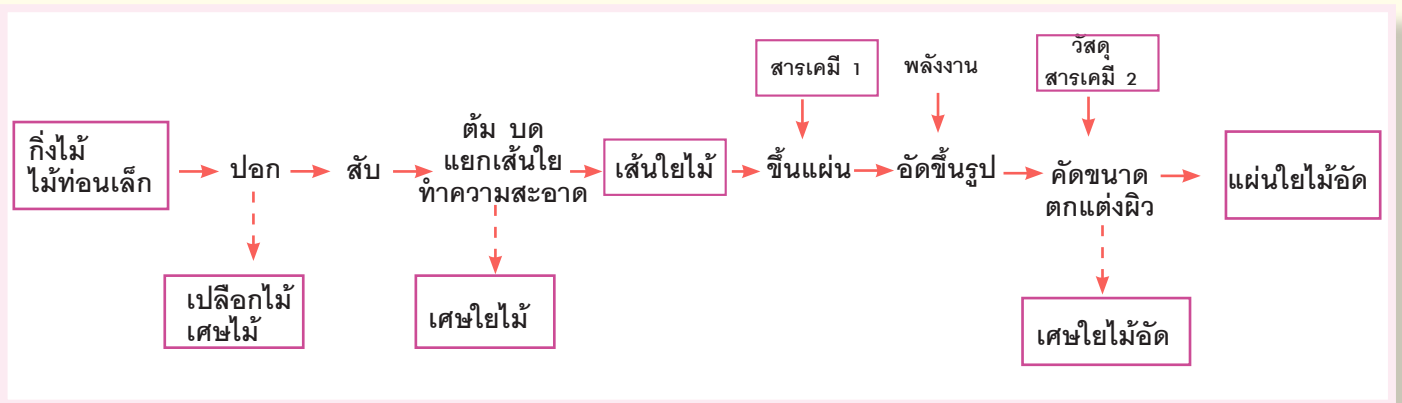 สารเคมี 1
พลังงาน
วัสดุ
สารเคมี 2
กิ่งไม้
ไม้ท่อนเล็ก
ปอก
สับ
ต้ม บด
แยกเส้นใย
ทำความสะอาด
เส้นใยไม้
ขึ้นแผ่น
อัดขึ้นรูป
คัดขนาด
ตกแต่งผิว
แผ่นใยไม้อัด
เปลือกไม้
เศษไม้
เศษใยไม้
เศษใยไม้อัด